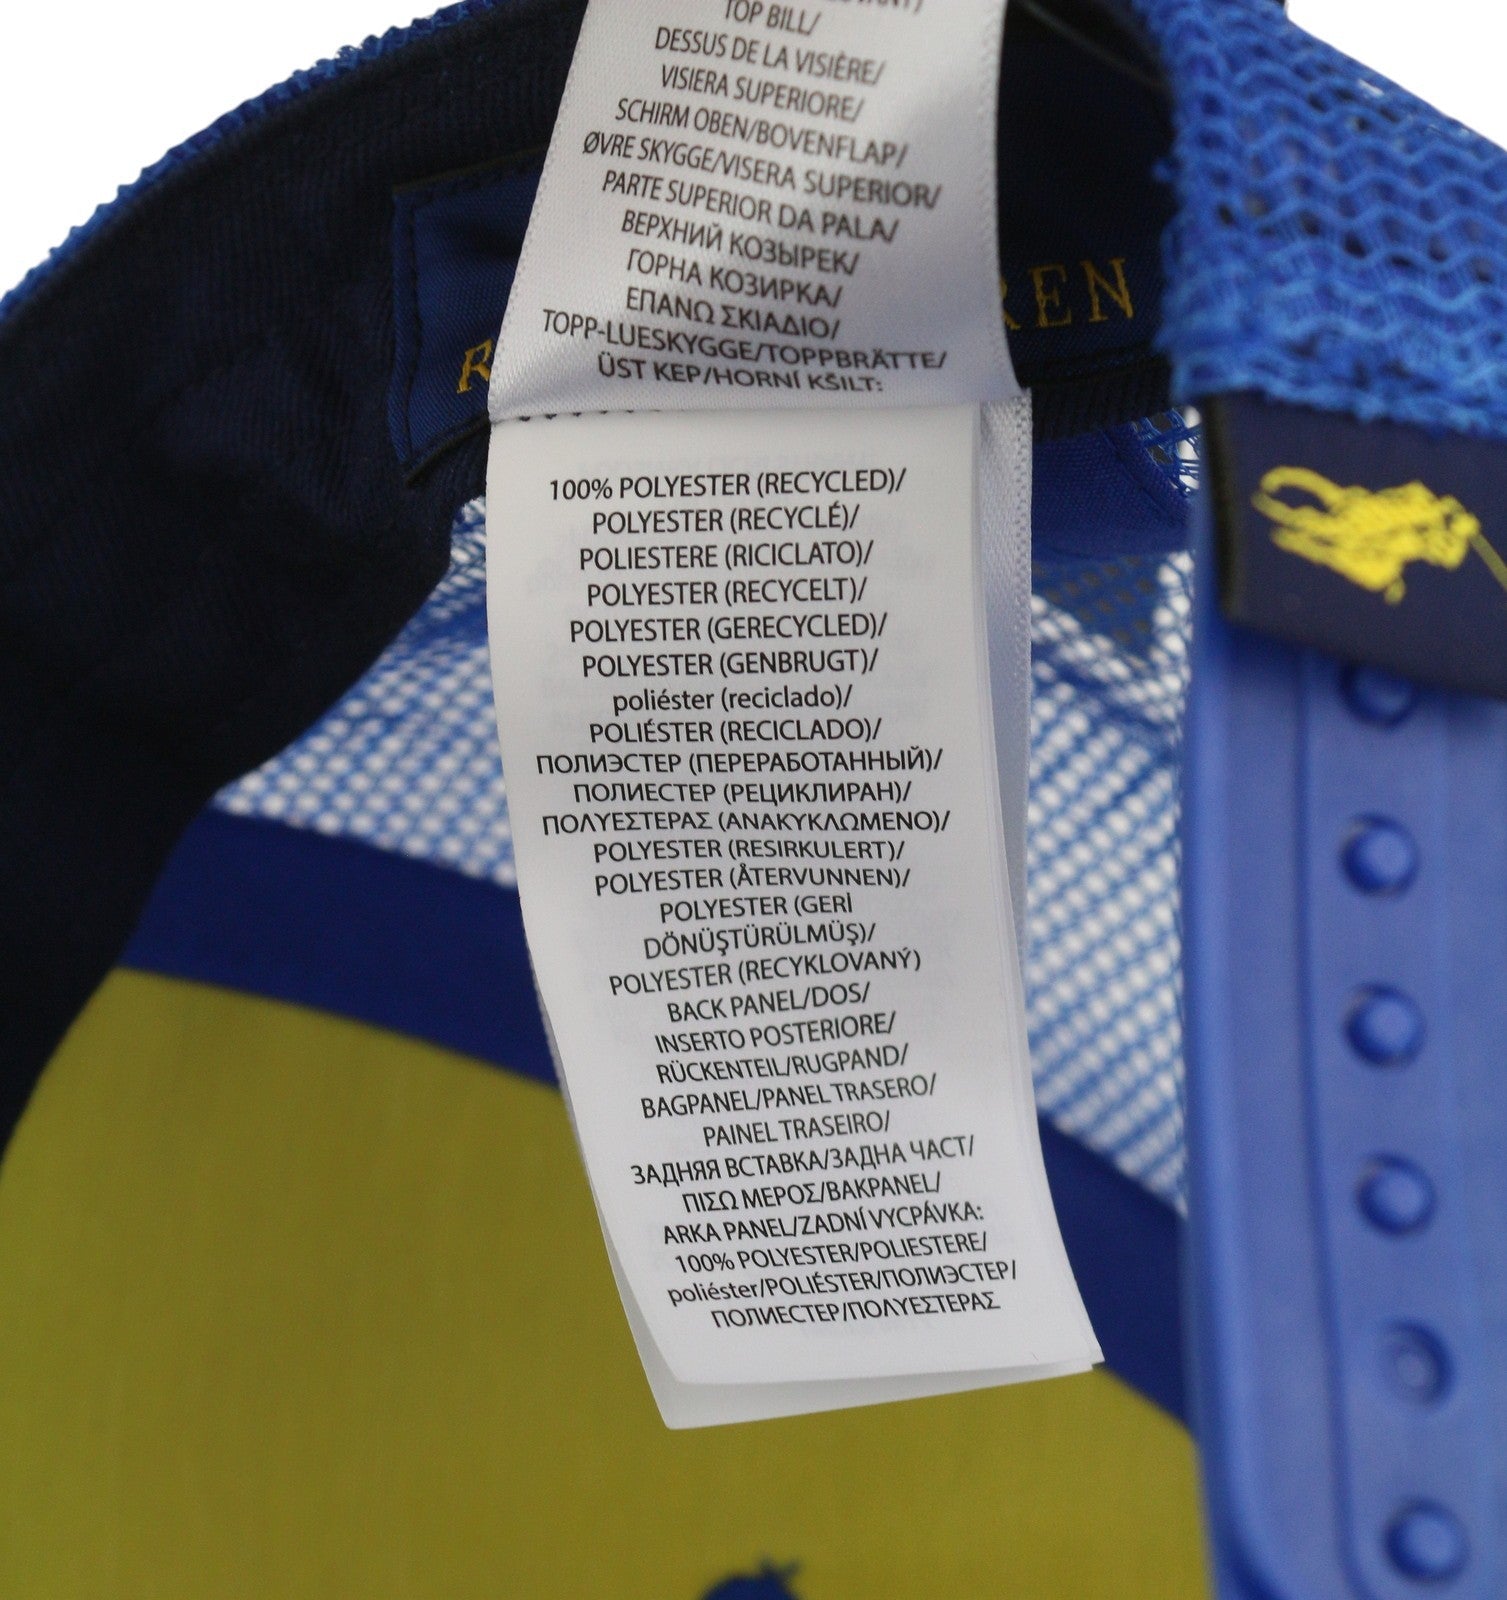 TOP BILL/
DESSUS DE LA VISIÈRE/
VISIERA SUPERIORE/
SCHIRM OBEN/BOVENFLAP/
ØVRE SKYGGE/VISERA SUPERIOR/
PARTE SUPERIOR DA PALA/
ВЕРХНИЙ КОЗЫРЕК/
ГОРНА КОЗИРКА/
ΕΠΑΝΩ ΣΚΙΑΔΙΟ/
TOPP-LUESKYGGE/TOPPBRÄTTE/
ÜST KEP/HORNÍ KŠILT:
100% POLYESTER (RECYCLED)/
POLYESTER (RECYCLÉ)/
POLIESTERE (RICICLATO)/
POLYESTER (RECYCELT)/
POLYESTER (GERECYCLED)/
POLYESTER (GENBRUGT)/
poliéster (reciclado)/
POLIÉSTER (RECICLADO)/
ПОЛИЭСТЕР (ПЕРЕРАБОТАННЫЙ)/
ПОЛИЕСТЕР (РЕЦИКЛИРАН)/
ΠΟΛΥΕΣΤΕΡΑΣ (ΑΝΑΚΥΚΛΩΜΕΝΟ)/
POLYESTER (RESIRKULERT)/
POLYESTER (ÅTERVUNNEN)/
POLYESTER (GERİ
DÖNÜŞTÜRÜLMÜŞ)/
POLYESTER (RECYKLOVANÝ)
BACK PANEL/DOS/
INSERTO POSTERIORE/
RÜCKENTEIL/RUGPAND/
BAGPANEL/PANEL TRASERO/
PAINEL TRASEIRO/
ЗАДНЯЯ ВСТАВКА/ЗАДНА ЧАСТ/
ΠΙΣΩ ΜΕΡΟΣ/BAKPANEL/
ARKA PANEL/ZADNÍ VYCPÁVKA:
100% POLYESTER/POLIESTERE/
poliéster/POLIÉSTER/ПОЛИЭСТЕР/
ПОЛИЕСТЕР/ΠΟΛΥΕΣΤΕΡΑΣ